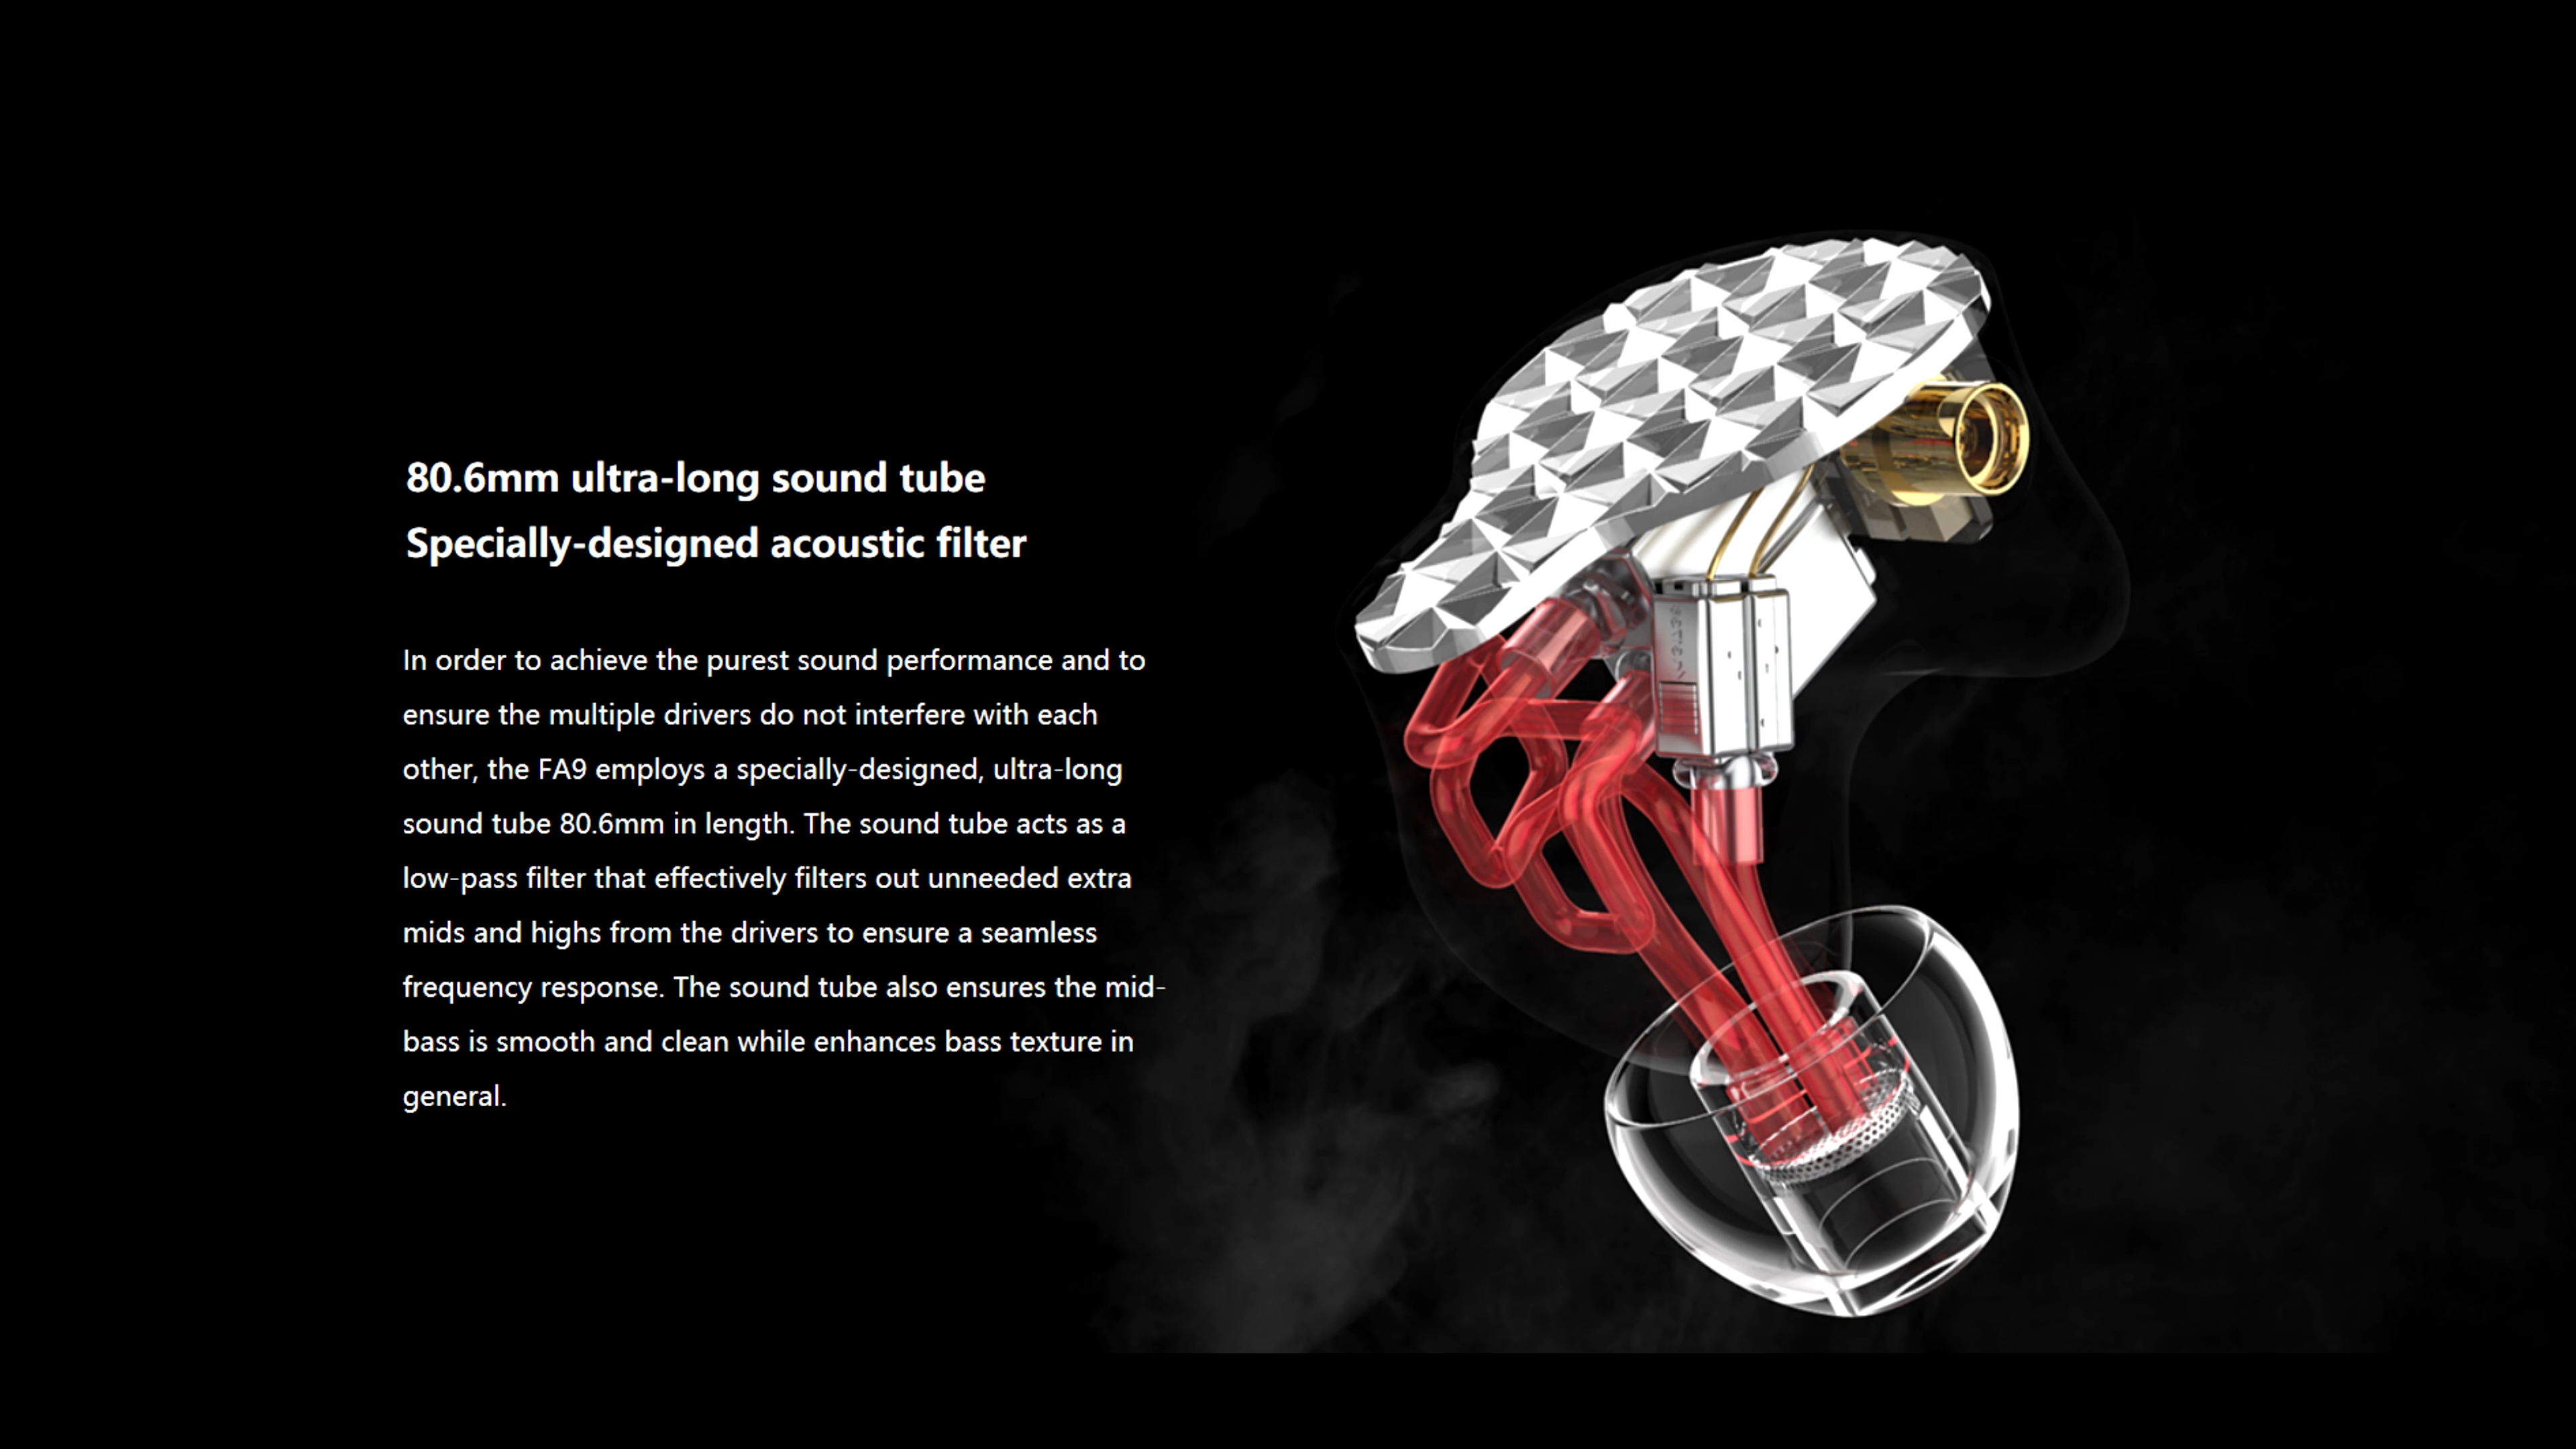 80.6mm ultra-long sound tube
Specially-designed acoustic filter
In order to achieve the purest sound performance and to
ensure the multiple drivers do not interfere with each
other, the FA9 employs a specially-designed, ultra-long
sound tube 80.6mm in length. The sound tube acts as a
low-pass filter that effectively filters out unneeded extra
mids and highs from the drivers to ensure a seamless
frequency response. The sound tube also ensures the mid-
bass is smooth and clean while enhances bass texture in
general.